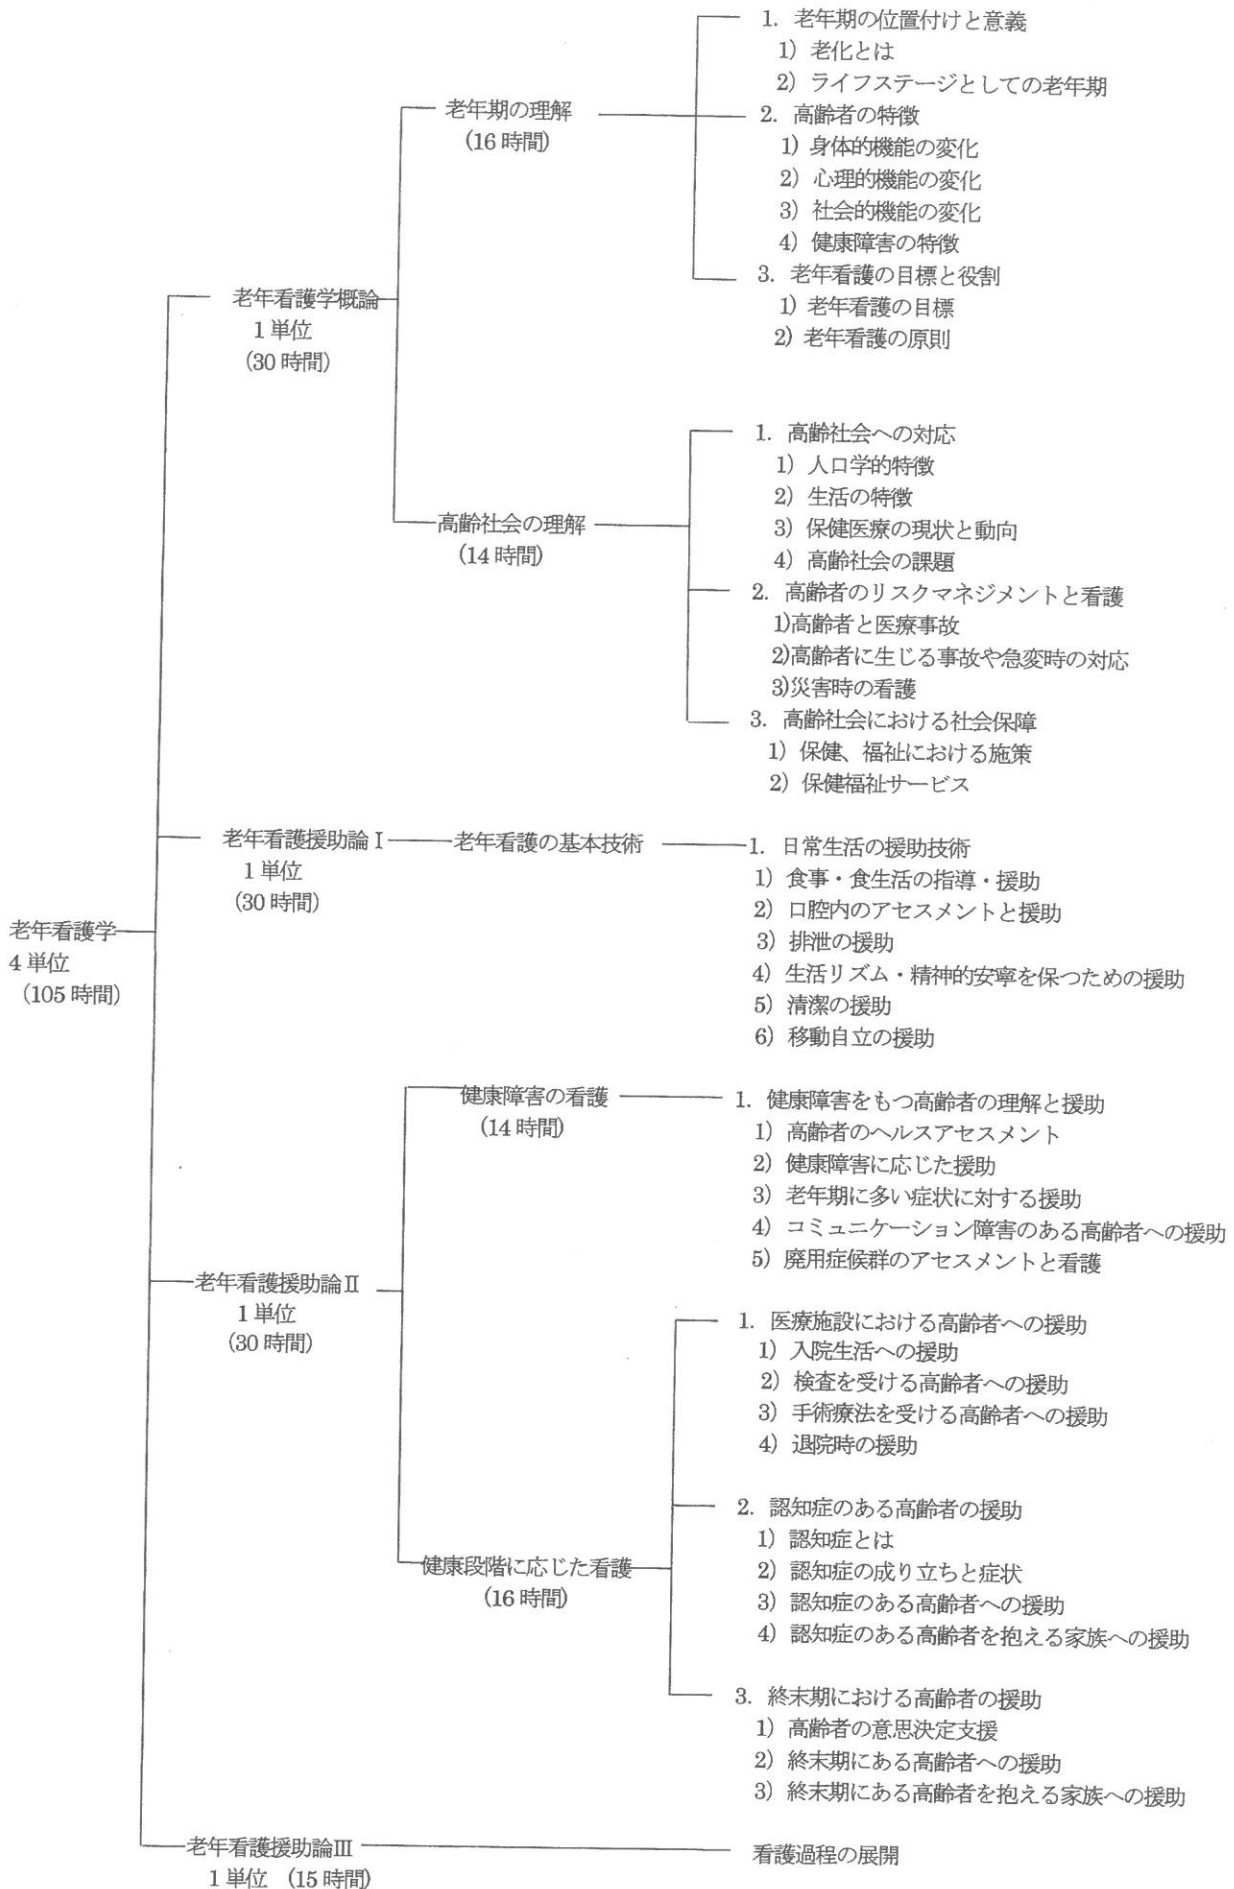 老年看護学
4 単位
(105 時間)
老年看護学概論
1 単位
(30 時間)
老年期の理解
(16 時間)
1. 老年期の位置付けと意義
1) 老化とは
2) ライフステージとしての老年期
2. 高齢者の特徴
1) 身体的機能の変化
2) 心理的機能の変化
3) 社会的機能の変化
4) 健康障害の特徴
3. 老年看護の目標と役割
1) 老年看護の目標
2) 老年看護の原則
高齢社会の理解
(14 時間)
1. 高齢社会への対応
1) 人口学的特徴
2) 生活の特徴
3) 保健医療の現状と動向
4) 高齢社会の課題
2. 高齢者のリスクマネジメントと看護
1)高齢者と医療事故
2)高齢者に生じる事故や急変時の対応
3)災害時の看護
3. 高齢社会における社会保障
1) 保健、福祉における施策
2) 保健福祉サービス
老年看護援助論Ⅰ
1 単位
(30 時間)
老年看護の基本技術
1. 日常生活の援助技術
1) 食事・食生活の指導・援助
2) 口腔内のアセスメントと援助
3) 排泄の援助
4) 生活リズム・精神的安寧を保つための援助
5) 清潔の援助
6) 移動自立の援助
老年看護援助論Ⅱ
1 単位
(30 時間)
健康障害の看護
(14 時間)
1. 健康障害をもつ高齢者の理解と援助
1) 高齢者のヘルスアセスメント
2) 健康障害に応じた援助
3) 老年期に多い症状に対する援助
4) コミュニケーション障害のある高齢者への援助
5) 廃用症候群のアセスメントと看護
健康段階に応じた看護
(16 時間)
1. 医療施設における高齢者への援助
1) 入院生活への援助
2) 検査を受ける高齢者への援助
3) 手術療法を受ける高齢者への援助
4) 退院時の援助
2. 認知症のある高齢者の援助
1) 認知症とは
2) 認知症の成り立ちと症状
3) 認知症のある高齢者への援助
4) 認知症のある高齢者を抱える家族への援助
3. 終末期における高齢者の援助
1) 高齢者の意思決定支援
2) 終末期にある高齢者への援助
3) 終末期にある高齢者を抱える家族への援助
老年看護援助論Ⅲ
1 単位 (15 時間)
看護過程の展開